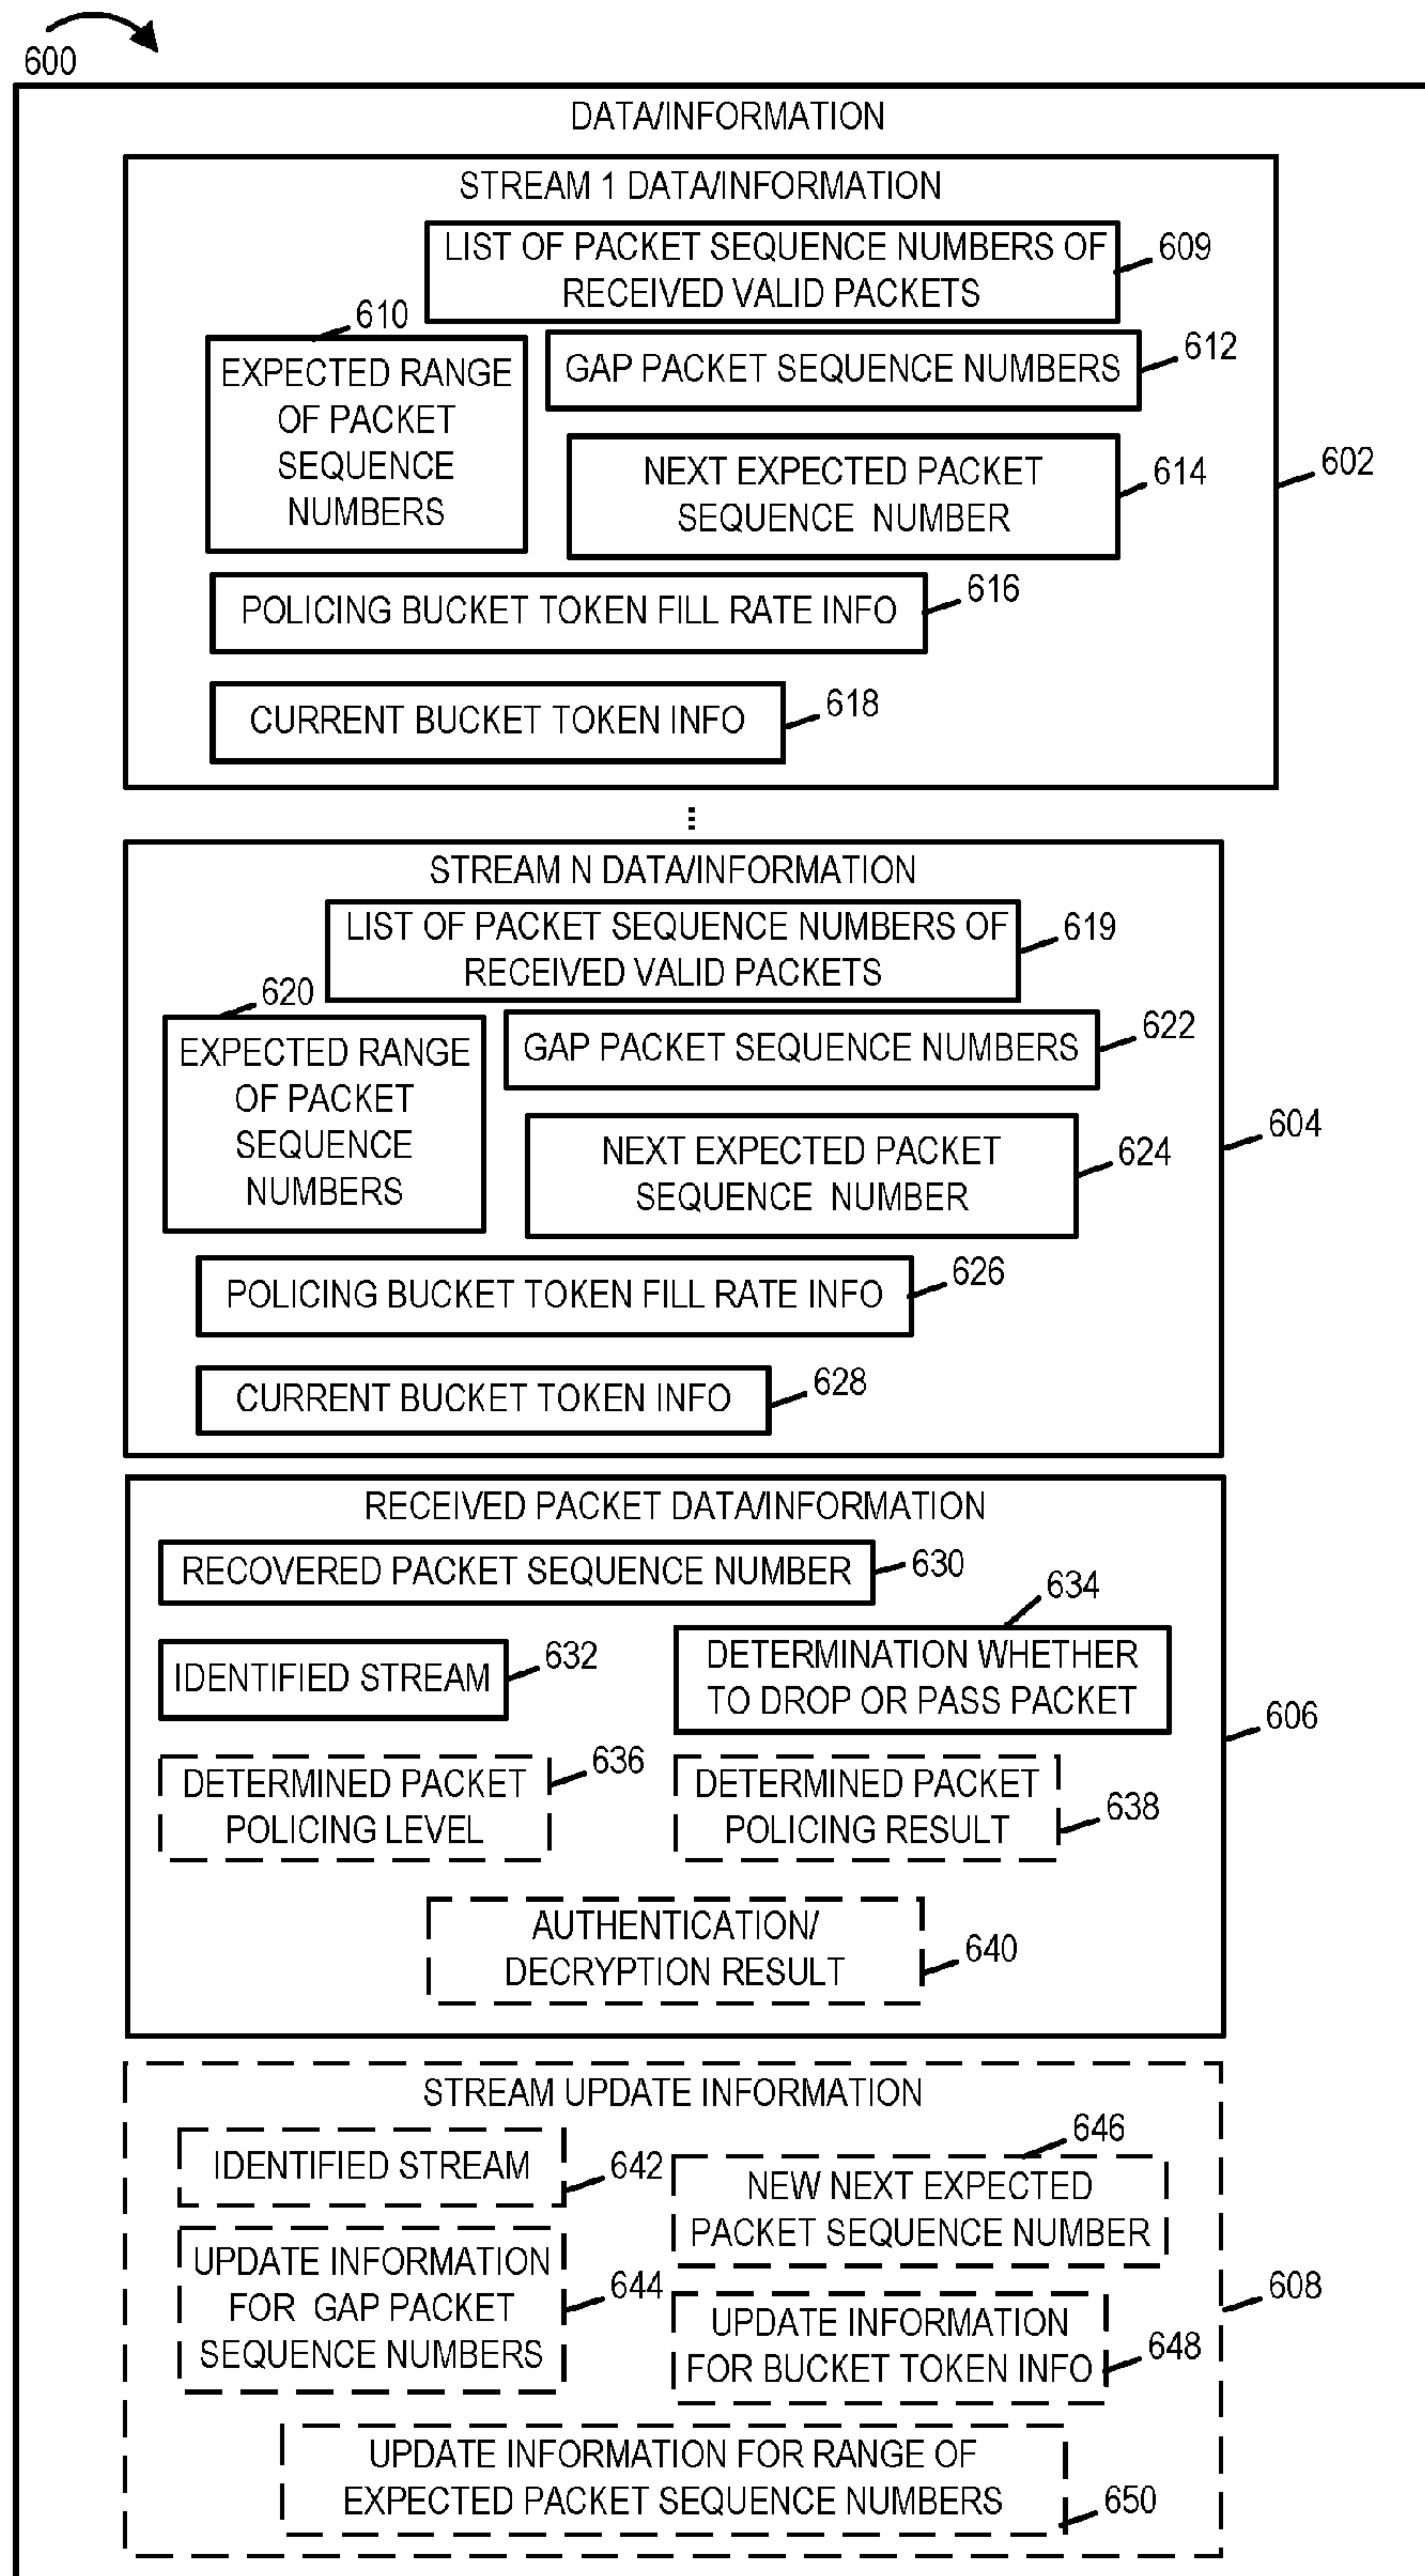 600
DATA/INFORMATION
STREAM 1 DATA/INFORMATION
LIST OF PACKET SEQUENCE NUMBERS OF
RECEIVED VALID PACKETS
609
610
EXPECTED RANGE
OF PACKET
SEQUENCE
NUMBERS
GAP PACKET SEQUENCE NUMBERS
612
NEXT EXPECTED PACKET
SEQUENCE NUMBER
614
602
POLICING BUCKET TOKEN FILL RATE INFO
616
CURRENT BUCKET TOKEN INFO
618
...
STREAM N DATA/INFORMATION
LIST OF PACKET SEQUENCE NUMBERS OF
RECEIVED VALID PACKETS
619
620
EXPECTED RANGE
OF PACKET
SEQUENCE
NUMBERS
GAP PACKET SEQUENCE NUMBERS
622
NEXT EXPECTED PACKET
SEQUENCE NUMBER
624
604
POLICING BUCKET TOKEN FILL RATE INFO
626
CURRENT BUCKET TOKEN INFO
628
RECEIVED PACKET DATA/INFORMATION
RECOVERED PACKET SEQUENCE NUMBER
630
634
IDENTIFIED STREAM
632
DETERMINATION WHETHER
TO DROP OR PASS PACKET
606
DETERMINED PACKET
POLICING LEVEL
636
DETERMINED PACKET
POLICING RESULT
638
AUTHENTICATION/
DECRYPTION RESULT
640
STREAM UPDATE INFORMATION
IDENTIFIED STREAM
642
646
NEW NEXT EXPECTED
PACKET SEQUENCE NUMBER
UPDATE INFORMATION
FOR GAP PACKET
SEQUENCE NUMBERS
644
608
UPDATE INFORMATION
FOR BUCKET TOKEN INFO
648
UPDATE INFORMATION FOR RANGE OF
EXPECTED PACKET SEQUENCE NUMBERS
650